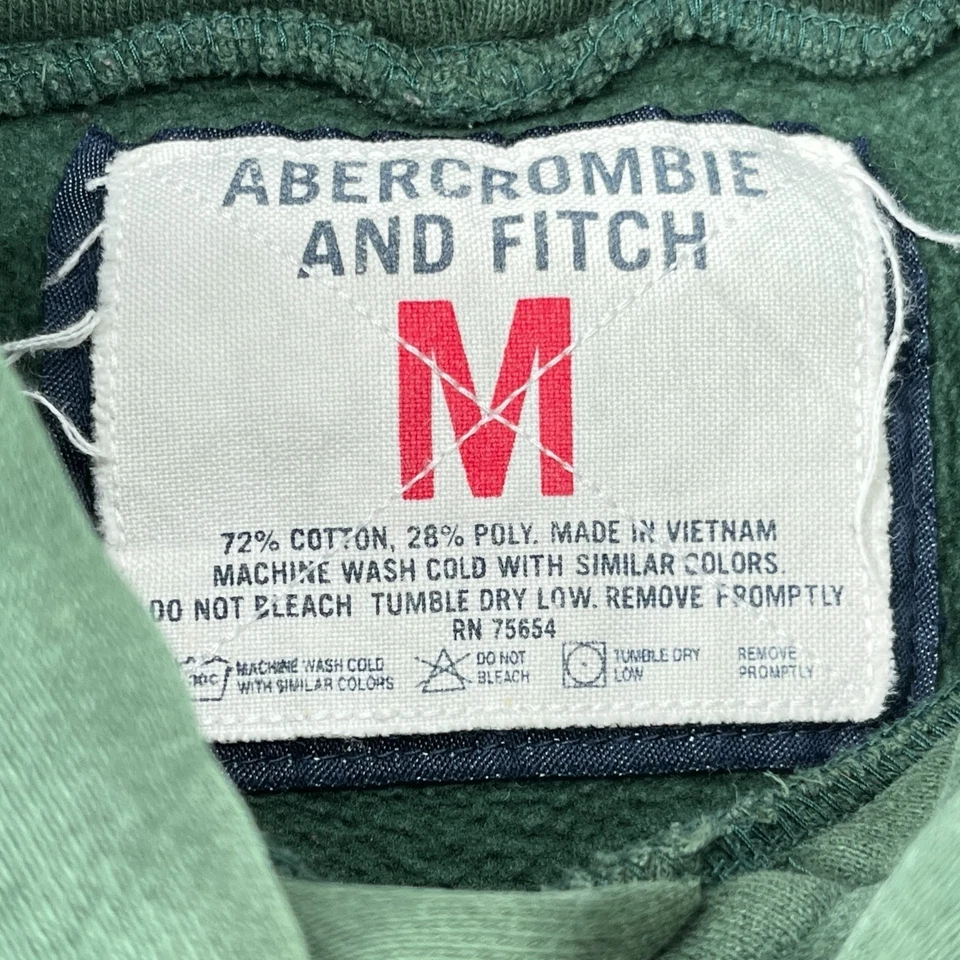 ABERCROMBIE
AND FITCH
M
72% COTTON, 28% POLY. MADE IN VIETNAM
MACHINE WASH COLD WITH SIMILAR COLORS.
DO NOT BLEACH TUMBLE DRY LOW. REMOVE PROMPTLY
RN 75654
MACHINE WASH COLD
WITH SIMILAR COLORS
DO NOT
BLEACH
TUMBLE DRY
LOW
REMOVE
PROMPTLY